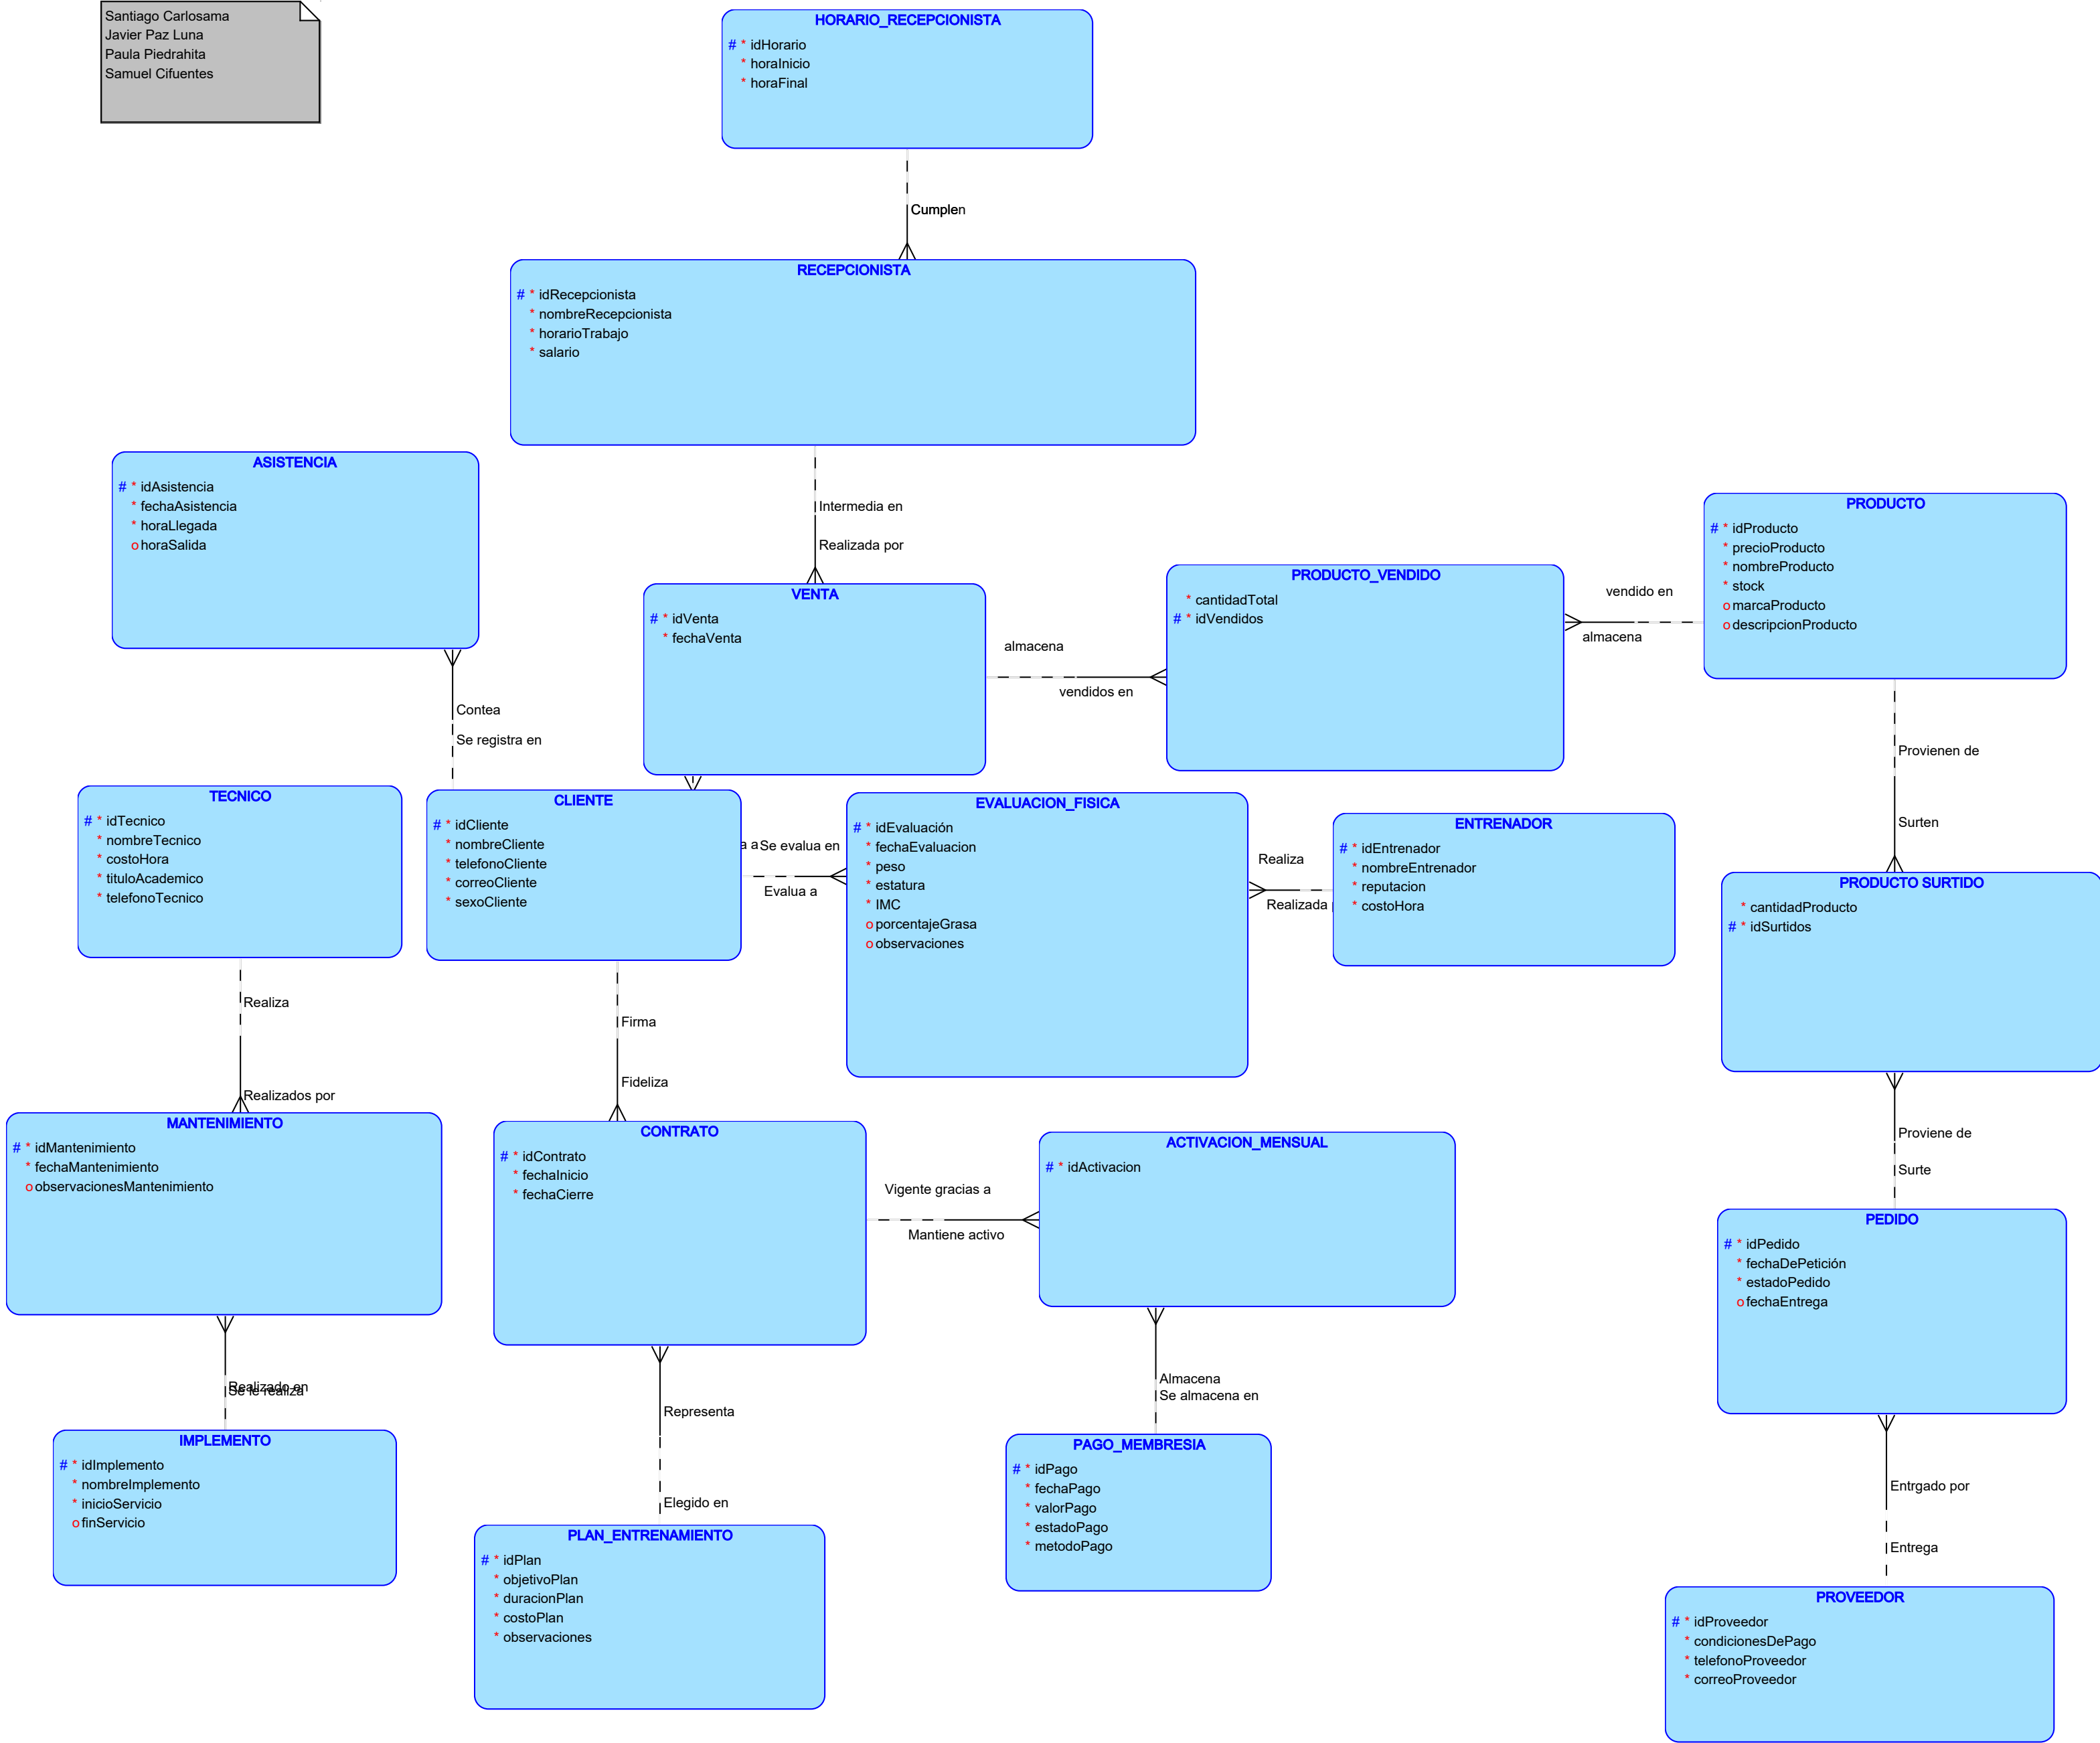 Santiago Carlosama
Javier Paz Luna
Paula Piedrahita
Samuel Cifuentes
HORARIO_RECEPCIONISTA
# * idHorario
* horaInicio
* horaFinal
Cumplen
RECEPCIONISTA
# * idRecepcionista
* nombreRecepcionista
* horarioTrabajo
* salario
ASISTENCIA
# * idAsistencia
* fechaAsistencia
* horaLlegada
o horaSalida
Intermedia en
Realizada por
PRODUCTO
# * idProducto
* precioProducto
* nombreProducto
* stock
o marcaProducto
o descripcionProducto
PRODUCTO_VENDIDO
* cantidadTotal
# * idVendidos
vendido en
almacena
VENTA
# * idVenta
* fechaVenta
almacena
vendidos en
Contea
Se registra en
Provienen de
Surten
TECNICO
# * idTecnico
* nombreTecnico
* costoHora
* tituloAcademico
* telefonoTecnico
CLIENTE
# * idCliente
* nombreCliente
* telefonoCliente
* correoCliente
* sexoCliente
a a
Se evalua en
Evalua a
EVALUACION_FISICA
# * idEvaluación
* fechaEvaluacion
* peso
* estatura
* IMC
o porcentajeGrasa
o observaciones
Realiza
Realizada
ENTRENADOR
# * idEntrenador
* nombreEntrenador
* reputacion
* costoHora
PRODUCTO SURTIDO
* cantidadProducto
# * idSurtidos
Realiza
Realizados por
Firma
Fideliza
MANTENIMIENTO
# * idMantenimiento
* fechaMantenimiento
o observacionesMantenimiento
CONTRATO
# * idContrato
* fechaInicio
* fechaCierre
Vigente gracias a
Mantiene activo
ACTIVACION_MENSUAL
# * idActivacion
Proviene de
Surte
PEDIDO
# * idPedido
* fechaDePetición
* estadoPedido
o fechaEntrega
Realizado en
Se le realiza
Representa
Elegido en
Almacena
Se almacena en
IMPLEMENTO
# * idImplemento
* nombreImplemento
* inicioServicio
o finServicio
PAGO_MEMBRESIA
# * idPago
* fechaPago
* valorPago
* estadoPago
* metodoPago
Entrgado por
Entrega
PLAN_ENTRENAMIENTO
# * idPlan
* objetivoPlan
* duracionPlan
* costoPlan
* observaciones
PROVEEDOR
# * idProveedor
* condicionesDePago
* telefonoProveedor
* correoProveedor